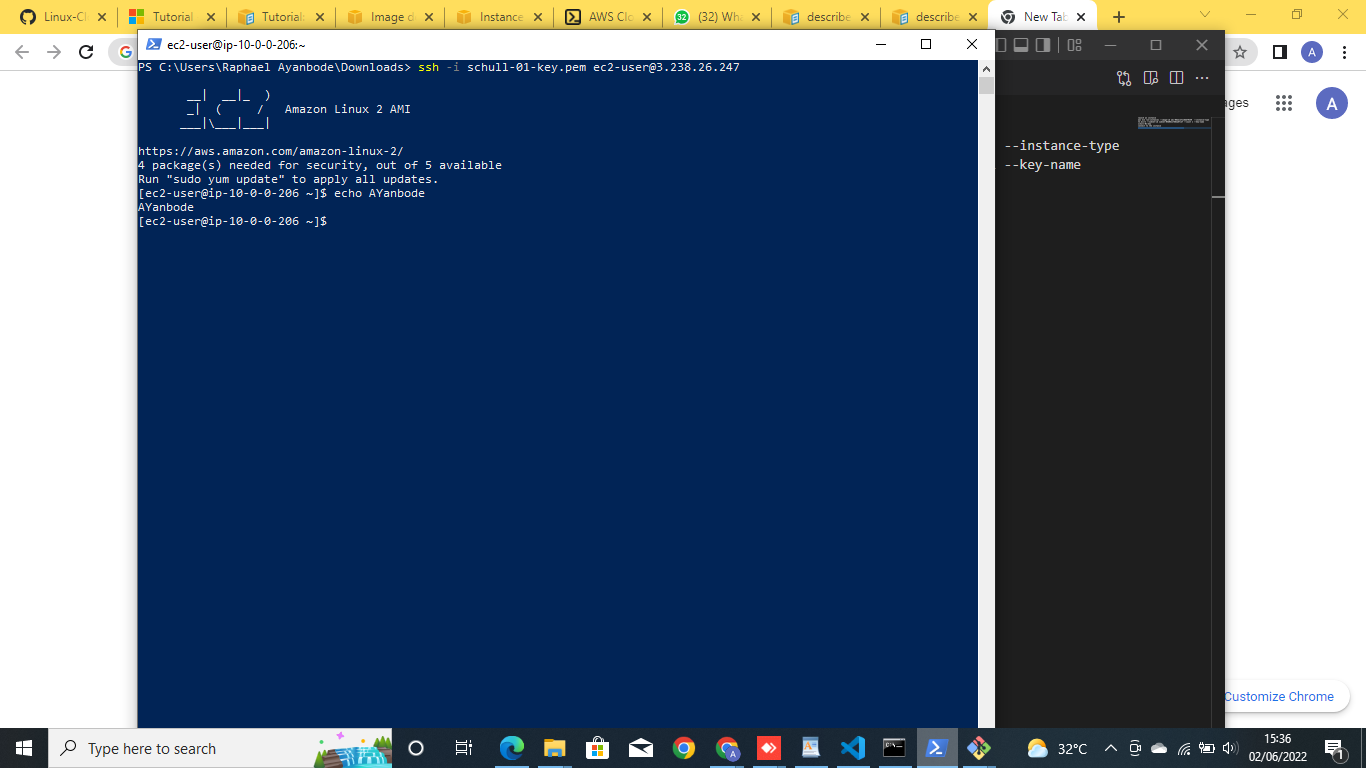 Linux-Cl
Tutorial
Tutorial
Image d
Instance
AWS Clo
(32) Wha
describe
describe
New Tab
ec2-user@ip-10-0-0-206:~
PS C:\Users\Raphael Ayanbode\Downloads> ssh -i schull-01-key.pem ec2-user@3.238.26.247
__| __|_ )
_| ( / Amazon Linux 2 AMI
___|\___|___|
https://aws.amazon.com/amazon-linux-2/
4 package(s) needed for security, out of 5 available
Run "sudo yum update" to apply all updates.
[ec2-user@ip-10-0-0-206 ~]$ echo AYanbode
AYanbode
[ec2-user@ip-10-0-0-206 ~]$
ges
A
A
--instance-type
--key-name
Customize Chrome
Type here to search
32°C
15:36
02/06/2022
1